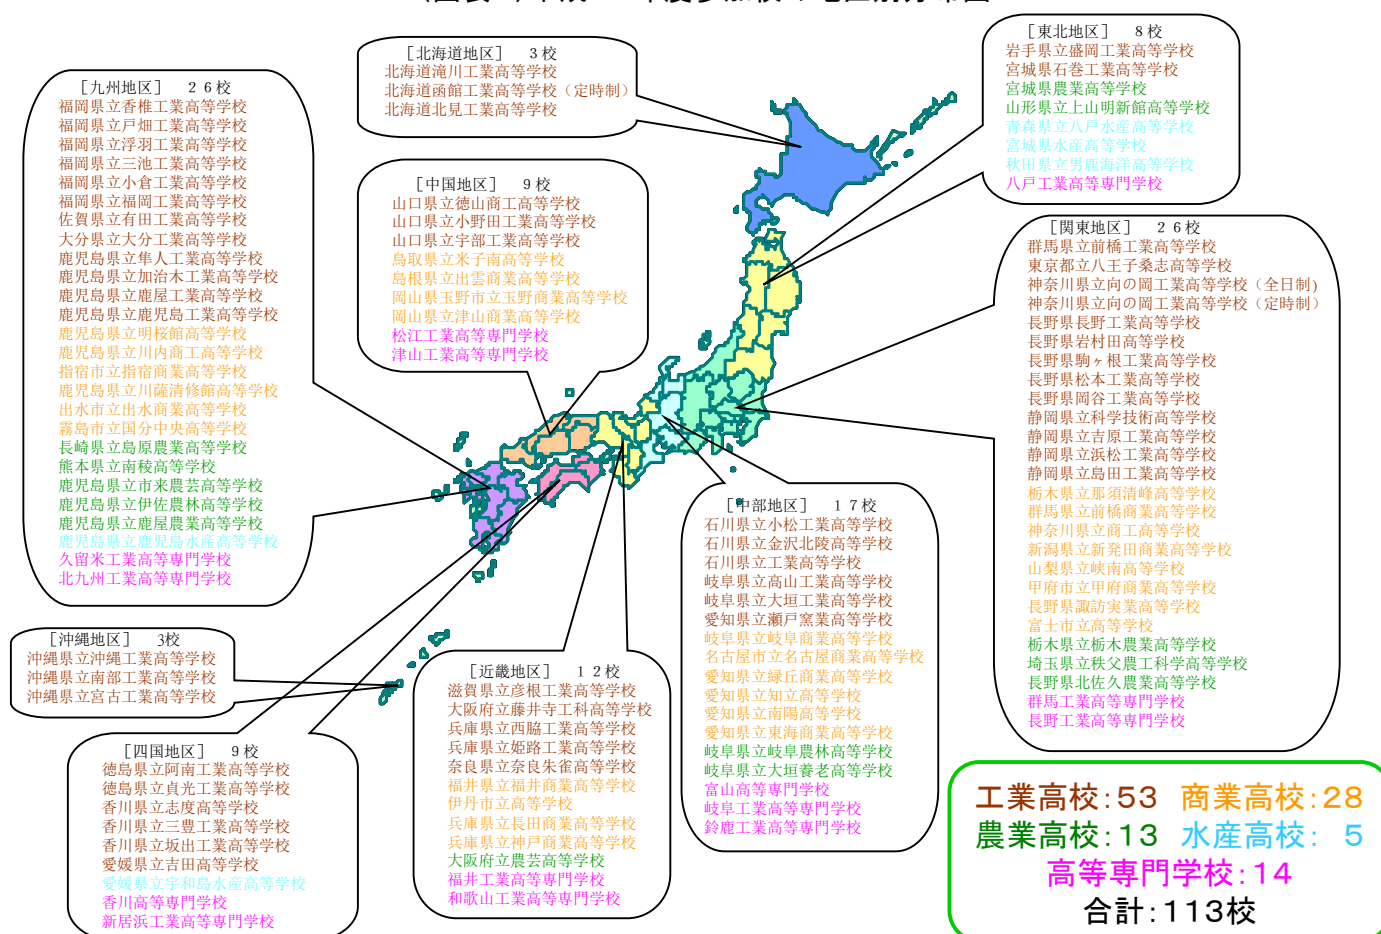 [北海道地区] 3校
北海道滝川工業高等学校
北海道函館工業高等学校(定時制)
北海道北見工業高等学校
[東北地区] 8校
岩手県立盛岡工業高等学校
宮城県石巻工業高等学校
宮城県農業高等学校
山形県立上山明新館高等学校
青森県立八戸水産高等学校
宮城県水産高等学校
秋田県立男鹿海洋高等学校
八戸工業高等専門学校
[九州地区] 26校
福岡県立香椎工業高等学校
福岡県立戸畑工業高等学校
福岡県立浮羽工業高等学校
福岡県立三池工業高等学校
福岡県立小倉工業高等学校
福岡県立福岡工業高等学校
佐賀県立有田工業高等学校
大分県立大分工業高等学校
鹿児島県立隼人工業高等学校
鹿児島県立加治木工業高等学校
鹿児島県立鹿屋工業高等学校
鹿児島県立鹿児島工業高等学校
鹿児島県立明桜館高等学校
鹿児島県立川内商工高等学校
指宿市立指宿商業高等学校
鹿児島県立川薩清修館高等学校
出水市立出水商業高等学校
霧島市立国分中央高等学校
長崎県立島原農業高等学校
熊本県立南稜高等学校
鹿児島県立市来農芸高等学校
鹿児島県立伊佐農林高等学校
鹿児島県立鹿屋農業高等学校
鹿児島県立鹿児島水産高等学校
久留米工業高等専門学校
北九州工業高等専門学校
[中国地区] 9校
山口県立徳山商工高等学校
山口県立小野田工業高等学校
山口県立宇部工業高等学校
鳥取県立米子南高等学校
島根県立出雲商業高等学校
岡山県玉野市立玉野商業高等学校
岡山県立津山商業高等学校
松江工業高等専門学校
津山工業高等専門学校
[関東地区] 26校
群馬県立前橋工業高等学校
東京都立八王子桑志高等学校
神奈川県立向の岡工業高等学校(全日制)
神奈川県立向の岡工業高等学校(定時制)
長野県長野工業高等学校
長野県岩村田高等学校
長野県駒ヶ根工業高等学校
長野県松本工業高等学校
長野県岡谷工業高等学校
静岡県立科学技術高等学校
静岡県立吉原工業高等学校
静岡県立浜松工業高等学校
静岡県立島田工業高等学校
栃木県立那須清峰高等学校
群馬県立前橋商業高等学校
神奈川県立商工高等学校
新潟県立新発田商業高等学校
山梨県立峡南高等学校
甲府市立甲府商業高等学校
長野県諏訪実業高等学校
富士市立高等学校
栃木県立栃木農業高等学校
埼玉県立秩父農工科学高等学校
長野県北佐久農業高等学校
群馬工業高等専門学校
長野工業高等専門学校
[中部地区] 17校
石川県立小松工業高等学校
石川県立金沢北陵高等学校
石川県立工業高等学校
岐阜県立高山工業高等学校
岐阜県立大垣工業高等学校
愛知県立瀬戸窯業高等学校
岐阜県立岐阜商業高等学校
名古屋市立名古屋商業高等学校
愛知県立緑丘商業高等学校
愛知県立知立高等学校
愛知県立南陽高等学校
愛知県立東海商業高等学校
岐阜県立岐阜農林高等学校
岐阜県立大垣養老高等学校
富山高等専門学校
岐阜工業高等専門学校
鈴鹿工業高等専門学校
[沖縄地区] 3校
沖縄県立沖縄工業高等学校
沖縄県立南部工業高等学校
沖縄県立宮古工業高等学校
[近畿地区] 12校
滋賀県立彦根工業高等学校
大阪府立藤井寺工科高等学校
兵庫県立西脇工業高等学校
兵庫県立姫路工業高等学校
奈良県立奈良朱雀高等学校
福井県立福井商業高等学校
伊丹市立高等学校
兵庫県立長田商業高等学校
兵庫県立神戸商業高等学校
大阪府立農芸高等学校
福井工業高等専門学校
和歌山工業高等専門学校
[四国地区] 9校
徳島県立阿南工業高等学校
徳島県立貞光工業高等学校
香川県立志度高等学校
香川県立三豊工業高等学校
香川県立坂出工業高等学校
愛媛県立吉田高等学校
愛媛県立宇和島水産高等学校
香川高等専門学校
新居浜工業高等専門学校
工業高校:53 商業高校:28
農業高校:13 水産高校: 5
高等専門学校:14
合計:113校